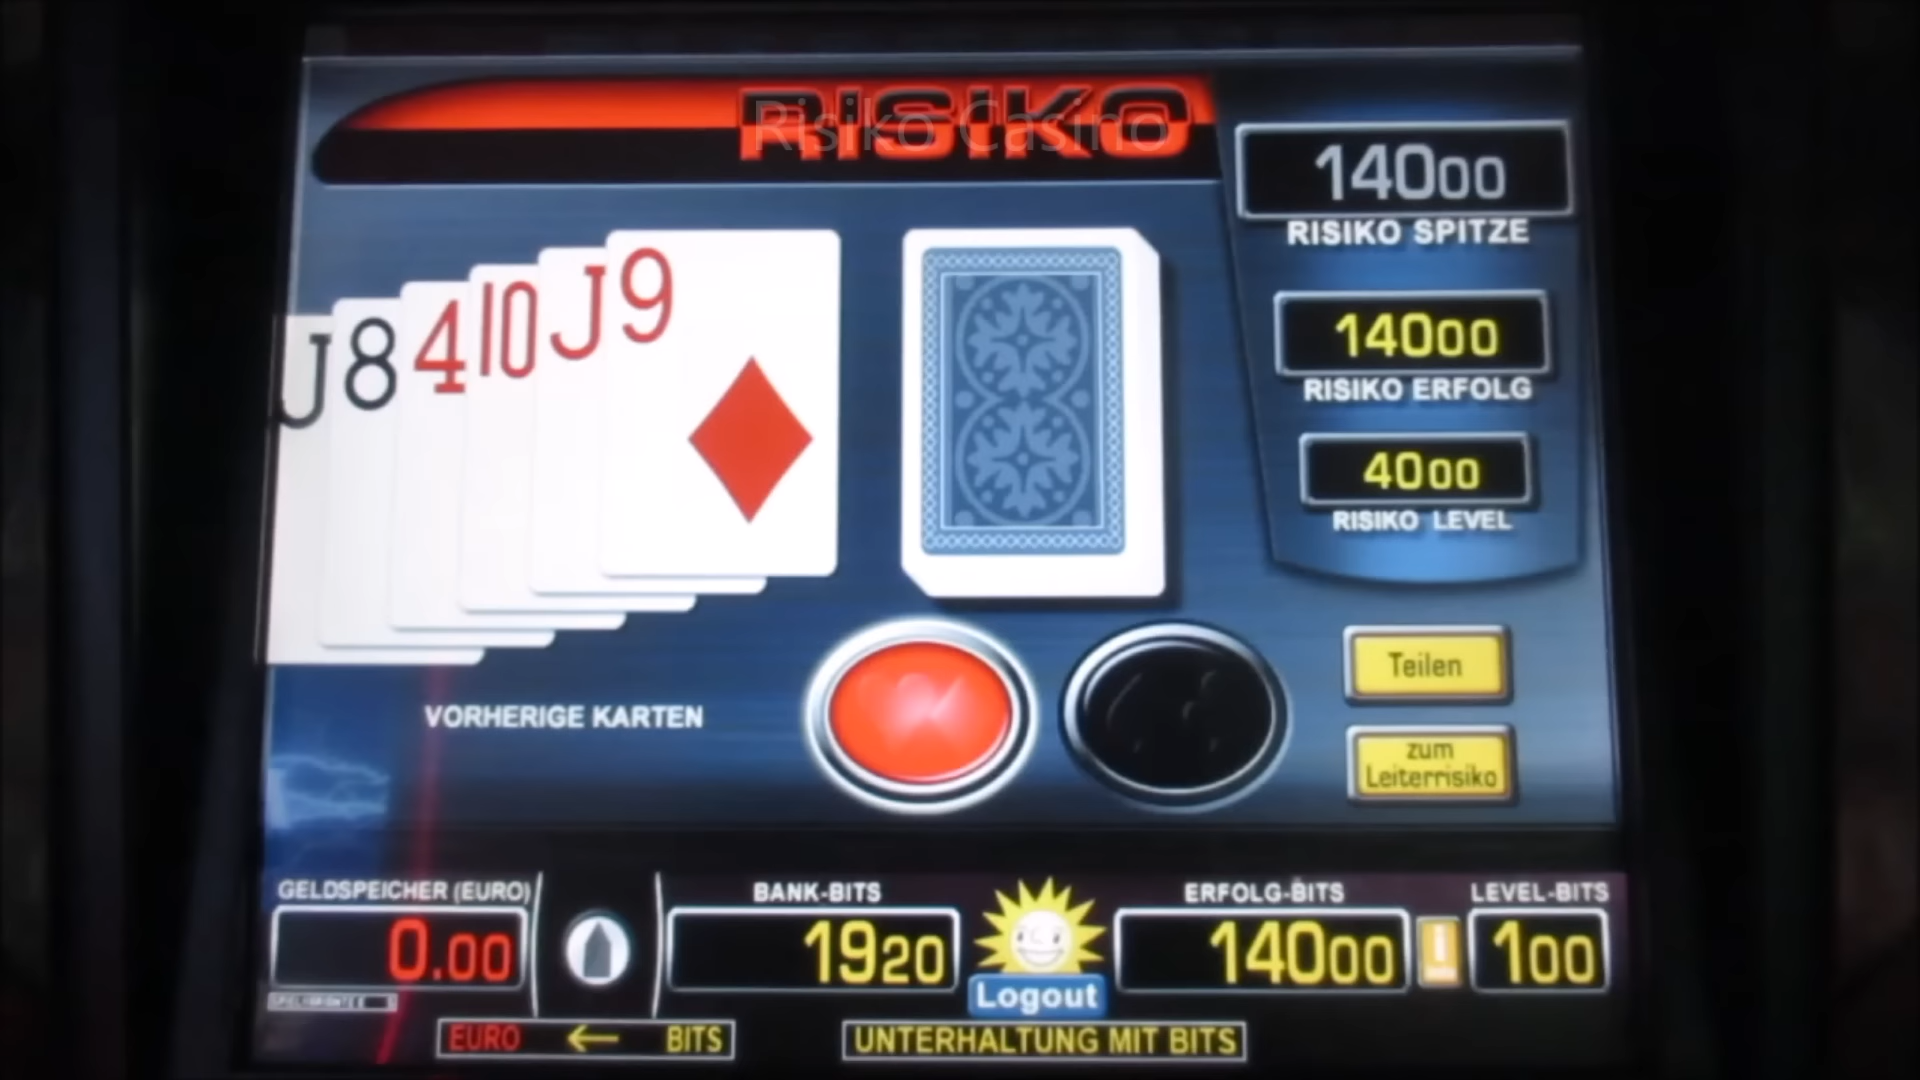 RISIKO
Risiko Casino
14000
RISIKO SPITZE
J 8 4 10 J 9
14000
RISIKO ERFOLG
4000
RISIKO LEVEL
Teilen
VORHERIGE KARTEN
zum
Leiterrisiko
GELDSPEICHER (EURO)
BANK-BITS
ERFOLG-BITS
LEVEL-BITS
0.00
1920
14000
100
Logout
EURO ← BITS
UNTERHALTUNG MIT BITS